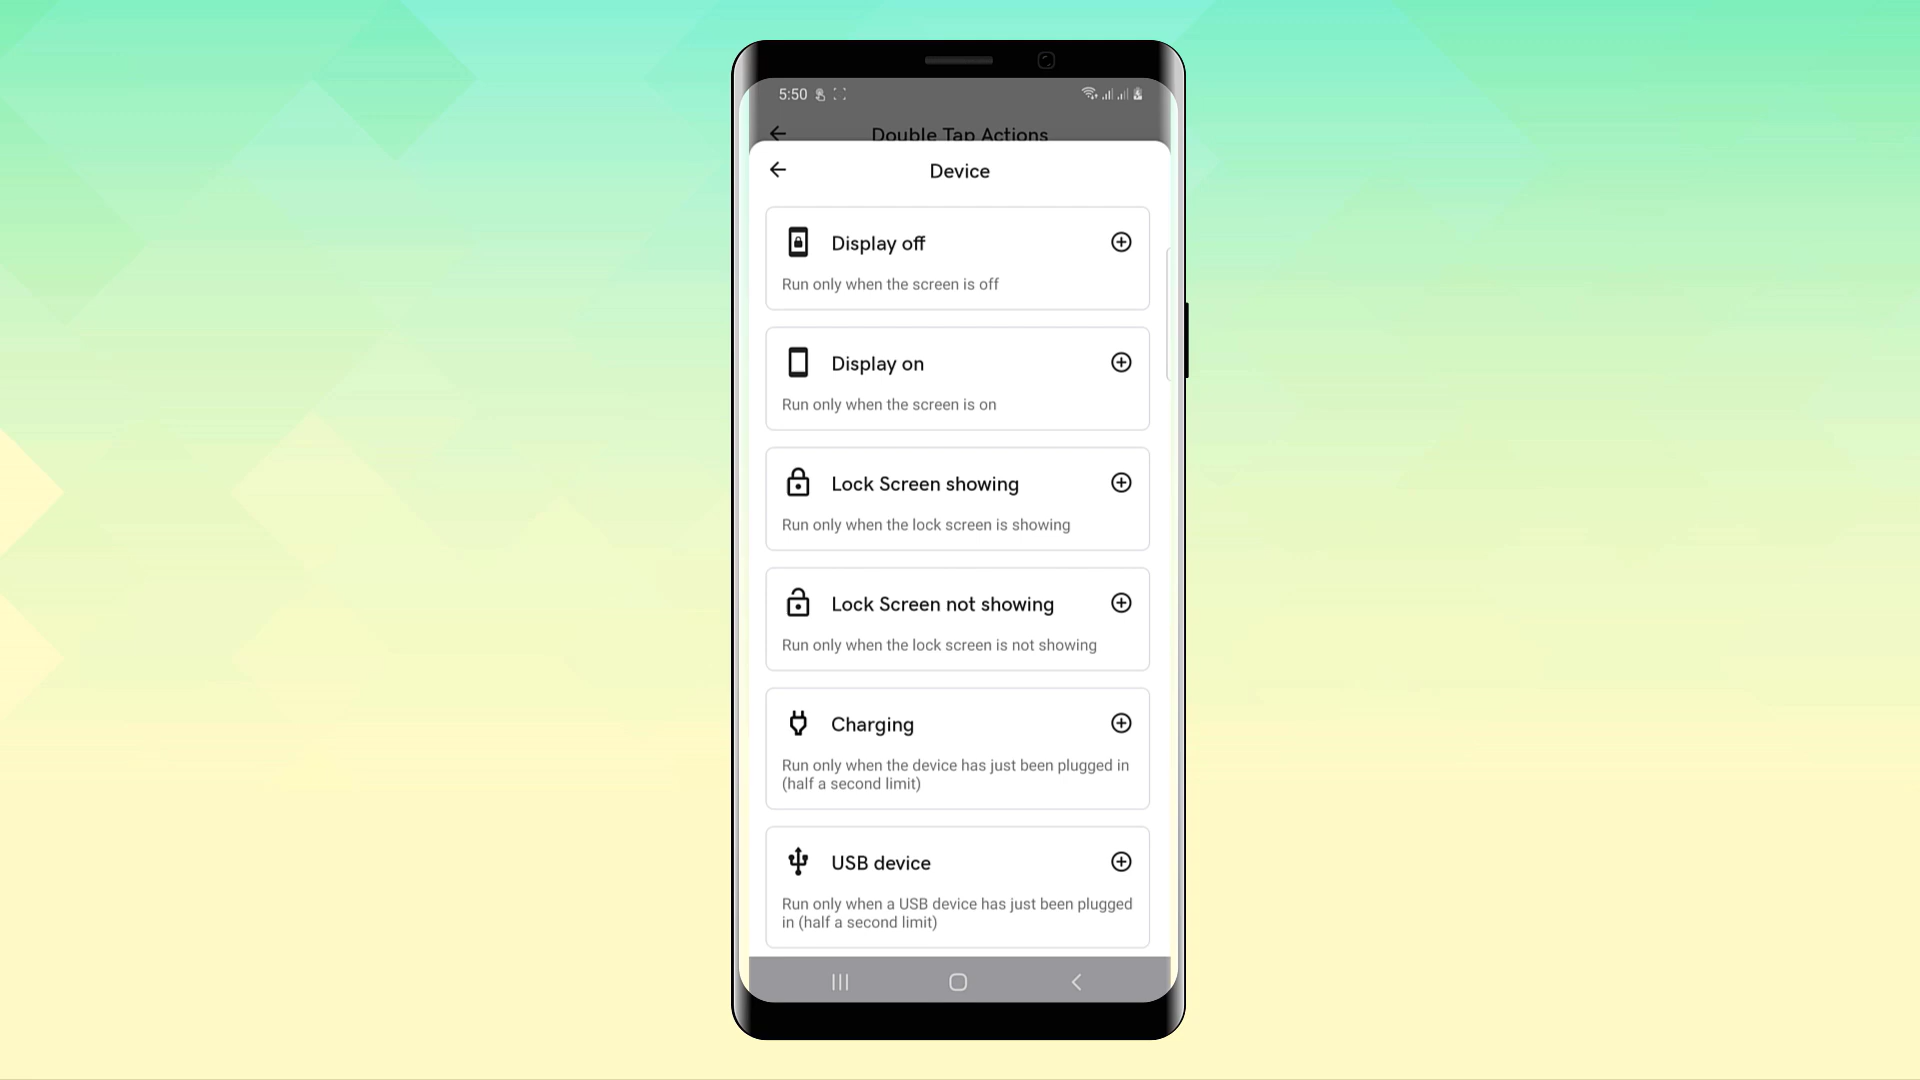 5:50
Double Tap Actions
Device
Display off
Run only when the screen is off
Display on
Run only when the screen is on
Lock Screen showing
Run only when the lock screen is showing
Lock Screen not showing
Run only when the lock screen is not showing
Charging
Run only when the device has just been plugged in
(half a second limit)
USB device
Run only when a USB device has just been plugged
in (half a second limit)